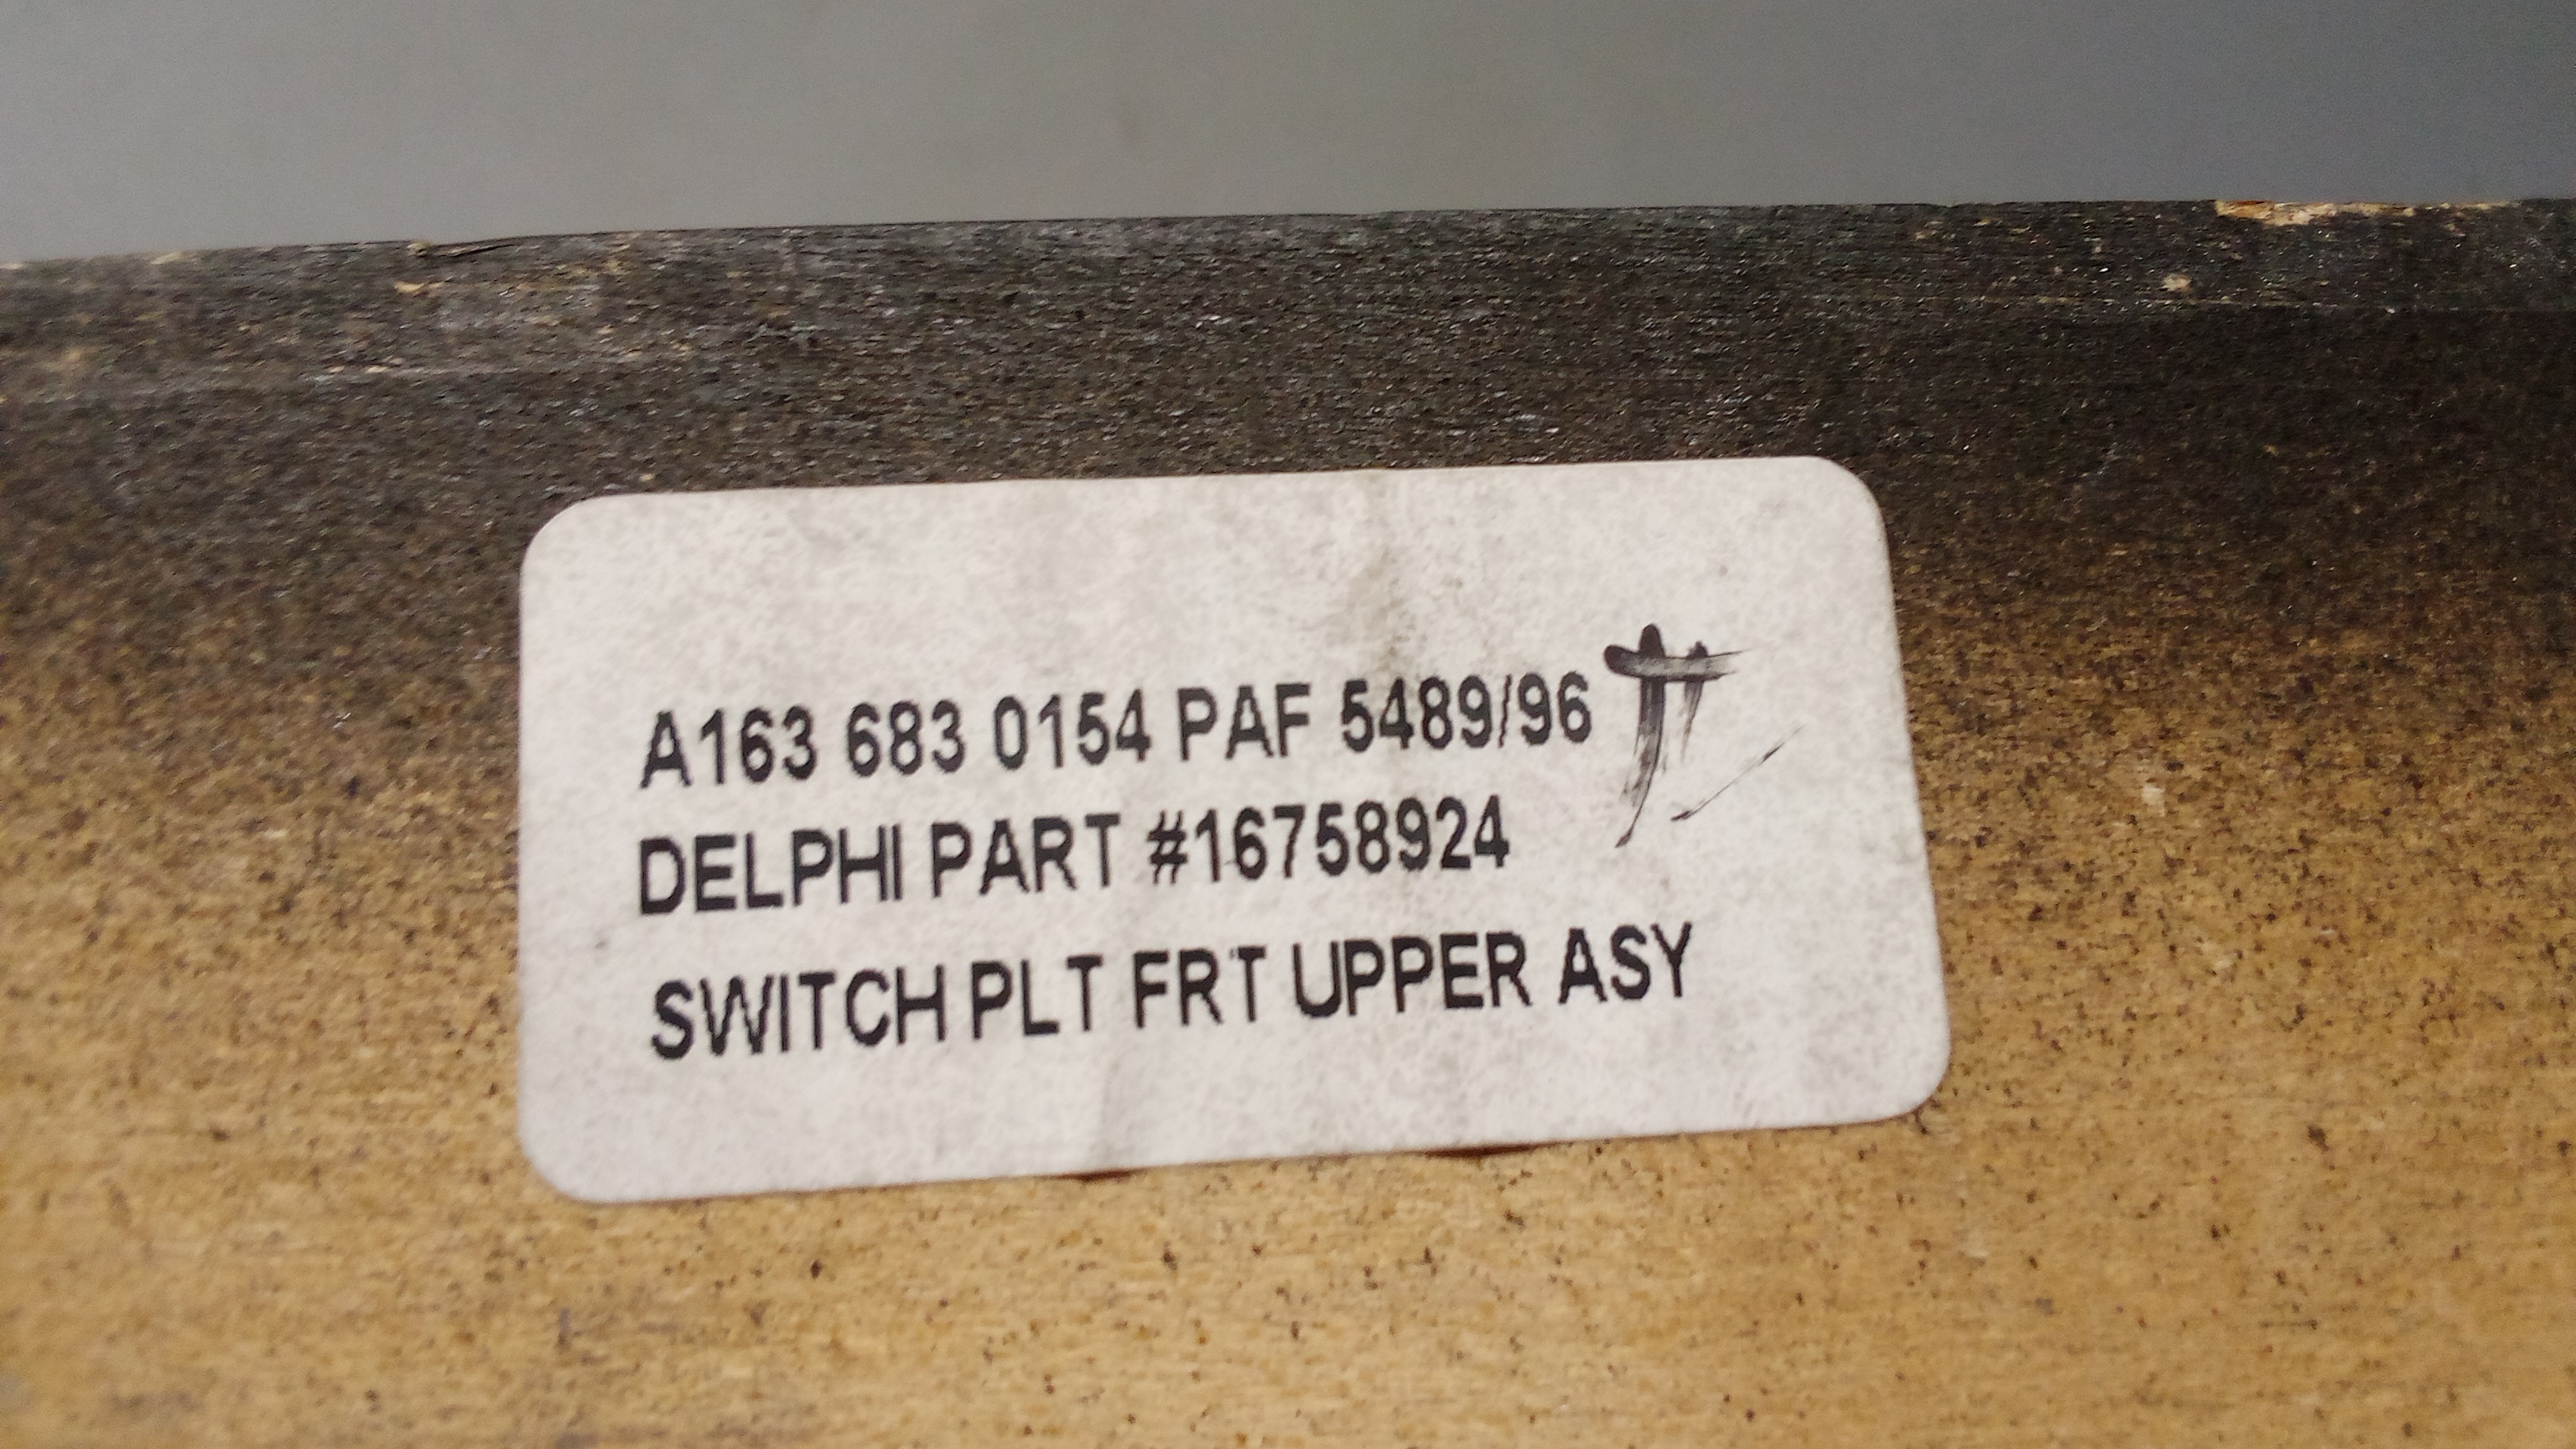 A163 683 0154 PAF 5489/96
DELPHI PART #16758924
SWITCH PLT FRT UPPER ASY